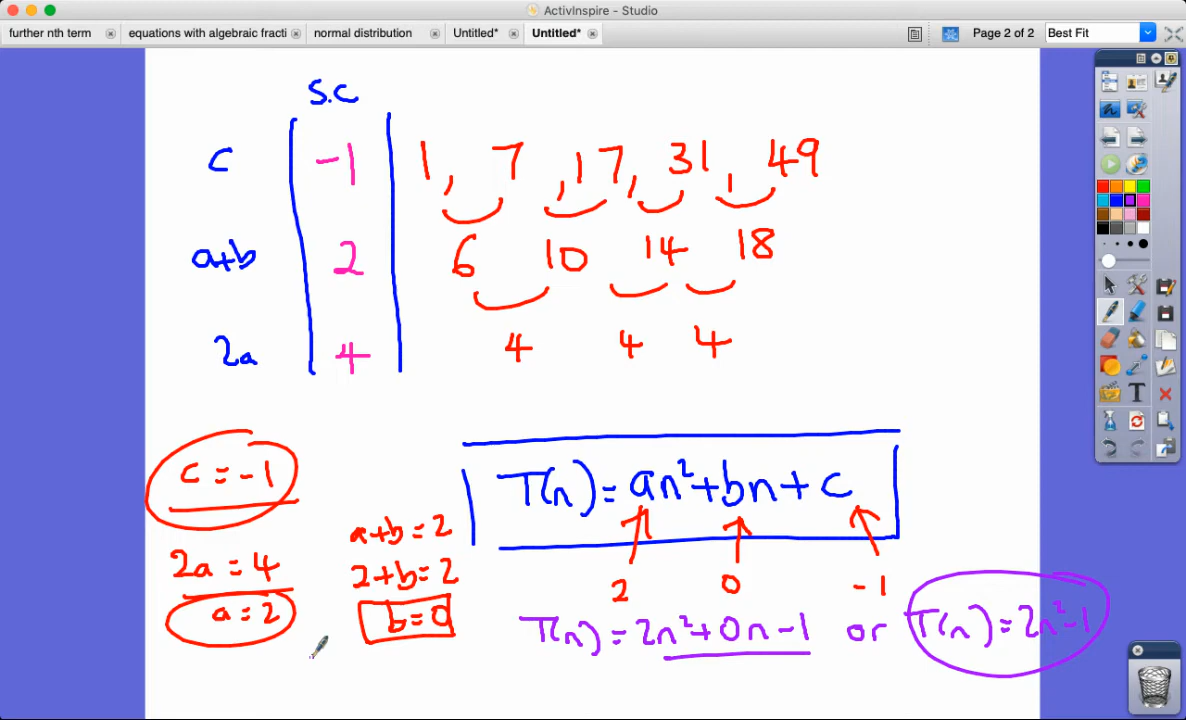 ActivInspire - Studio
further nth term
equations with algebraic fracti
normal distribution
Untitled*
Untitled*
Page 2 of 2
Best Fit
S.C
c -1 1, 7, 17, 31, 49
a+b 2 6 10 14 18
2a 4 4 4 4
c = -1
T(n) = an²+bn+c
a+b = 2
2a = 4
2+b = 2
2 0 -1
a = 2
b = 0
T(n) = 2n²+0n-1 or T(n) = 2n²-1